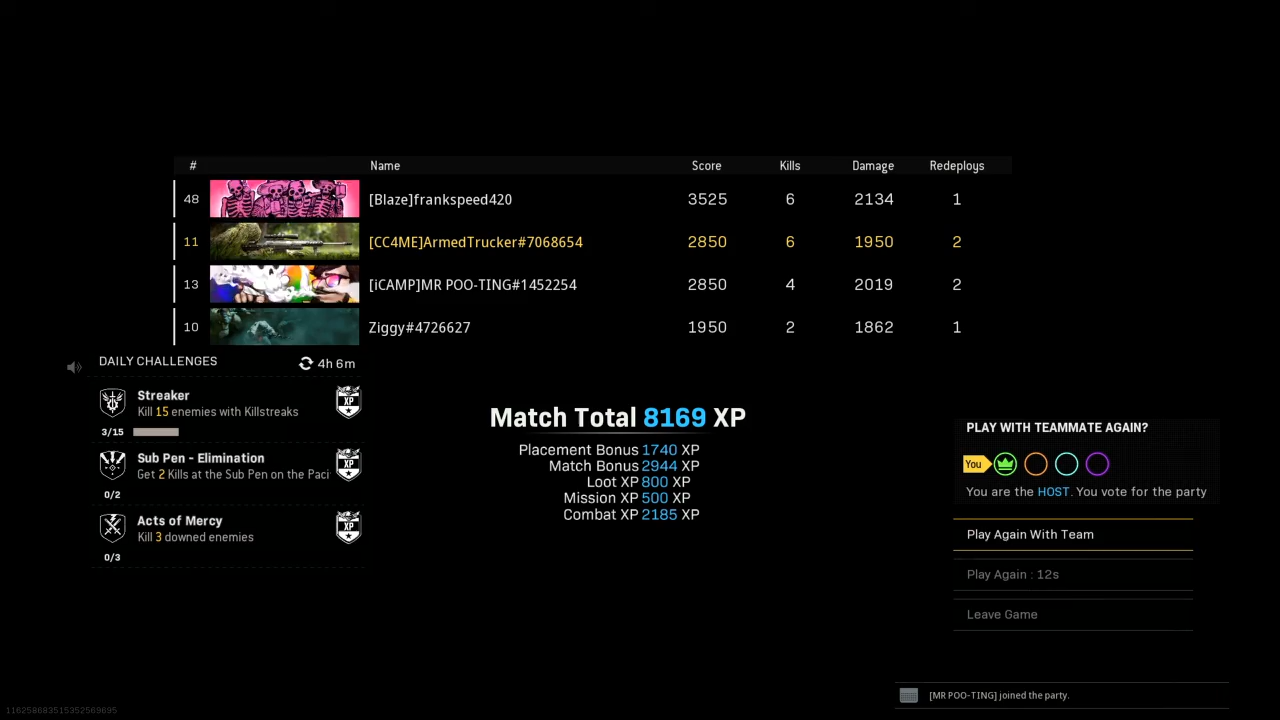 # Name Score Kills Damage Redeploys
48 [Blaze]frankspeed420 3525 6 2134 1
11 [CC4ME]ArmedTrucker#7068654 2850 6 1950 2
13 [iCAMP]MR POO-TING#1452254 2850 4 2019 2
10 Ziggy#4726627 1950 2 1862 1
DAILY CHALLENGES 4h 6m
Streaker
Kill 15 enemies with Killstreaks
XP
3/15
Sub Pen - Elimination
Get 2 Kills at the Sub Pen on the Paci
XP
0/2
Acts of Mercy
Kill 3 downed enemies
XP
0/3
Match Total 8169 XP
Placement Bonus 1740 XP
Match Bonus 2944 XP
Loot XP 800 XP
Mission XP 500 XP
Combat XP 2185 XP
PLAY WITH TEAMMATE AGAIN?
You
You are the HOST. You vote for the party
Play Again With Team
Play Again : 12s
Leave Game
[MR POO-TING] joined the party.
116258683515352569695